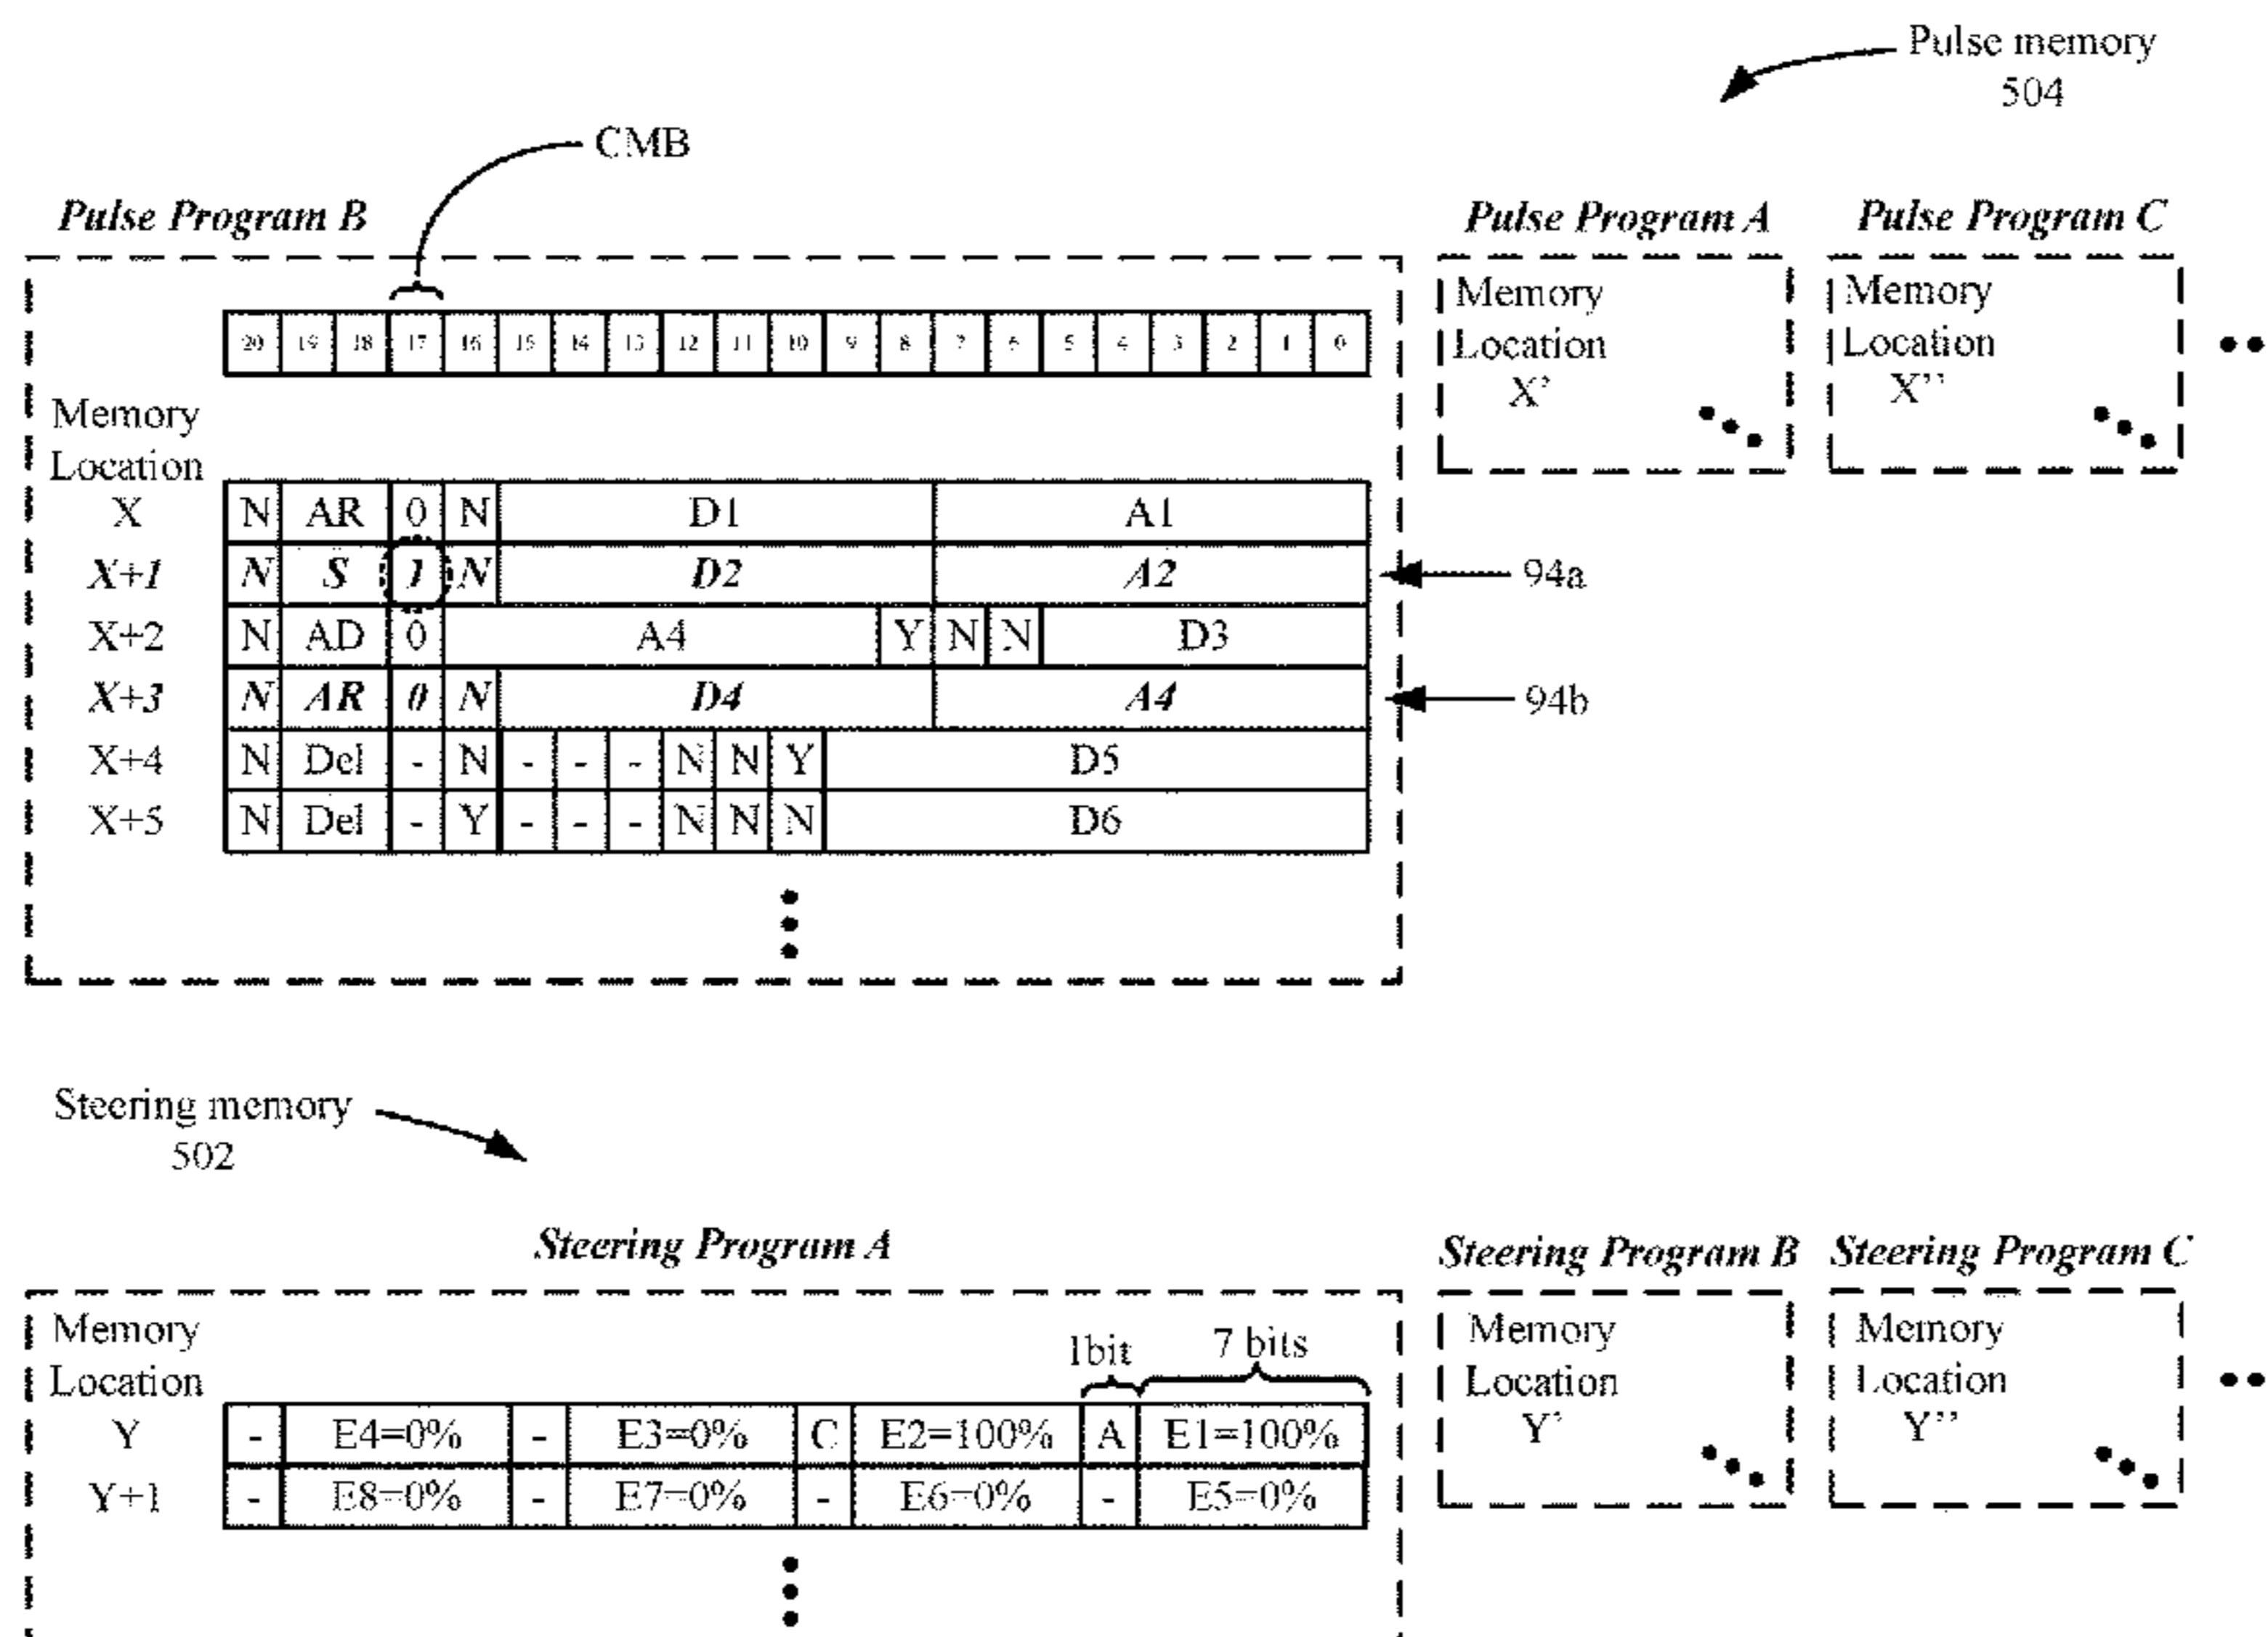 Pulse memory
504
CMB
Pulse Program B
Pulse Program A
Pulse Program C
20 19 18 17 16 15 14 13 12 11 10 9 8 7 6 5 4 3 2 1 0
Memory
Location
X'
Memory
Location
X''
Memory
Location
X N AR 0 N D1 A1
X+1 N S 1 N D2 A2 94a
X+2 N AD 0 A4 Y N N D3
X+3 N AR 0 N D4 A4 94b
X+4 N Del - N - - - N N Y D5
X+5 N Del - Y - - - N N N D6
Steering memory
502
Steering Program A
Steering Program B
Steering Program C
Memory
Location
1bit 7 bits
Y - E4=0% - E3=0% C E2=100% A E1=100%
Y+1 - E8=0% - E7=0% - E6=0% - E5=0%
Memory
Location
Y'
Memory
Location
Y''